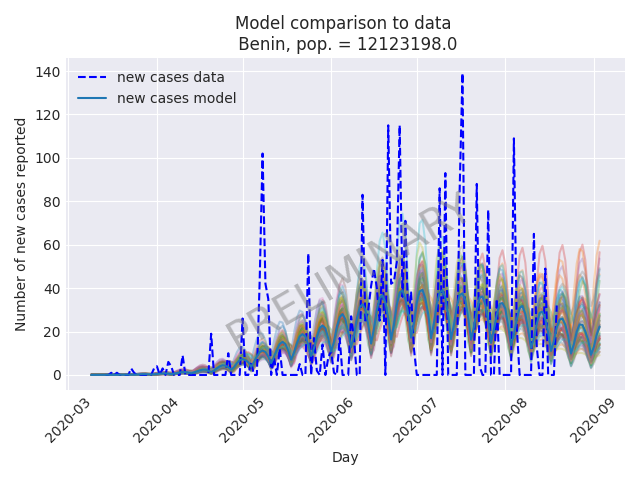 Model comparison to data
Benin, pop. = 12123198.0
new cases data
new cases model
Number of new cases reported
140
120
100
80
60
40
20
0
PRELIMINARY
2020-03
2020-04
2020-05
2020-06
2020-07
2020-08
2020-09
Day